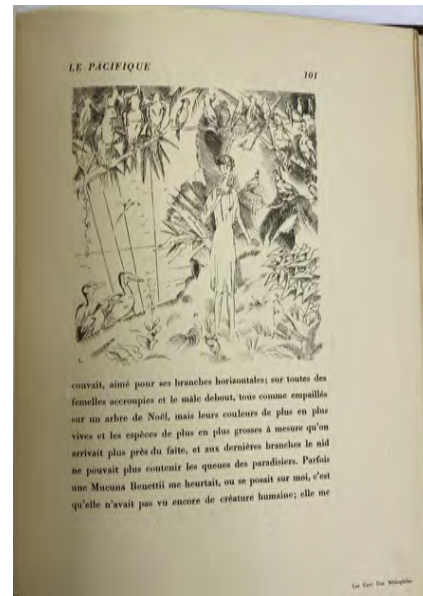 LE PACIFIQUE
101
couvait, aimé pour ses branches horizontales; sur toutes des
femelles accroupies et le mâle debout, tous comme empaillés
sur un arbre de Noël, mais leurs couleurs de plus en plus
vives et les espèces de plus en plus grosses à mesure qu'on
arrivait plus près du faîte, et aux dernières branches le nid
ne pouvait plus contenir les queues des paradisiers. Parfois
une Mucuna Benettii me heurtait, ou se posait sur moi, c'est
qu'elle n'avait pas vu encore de créature humaine; elle me
Les Cent Une Bibliophiles